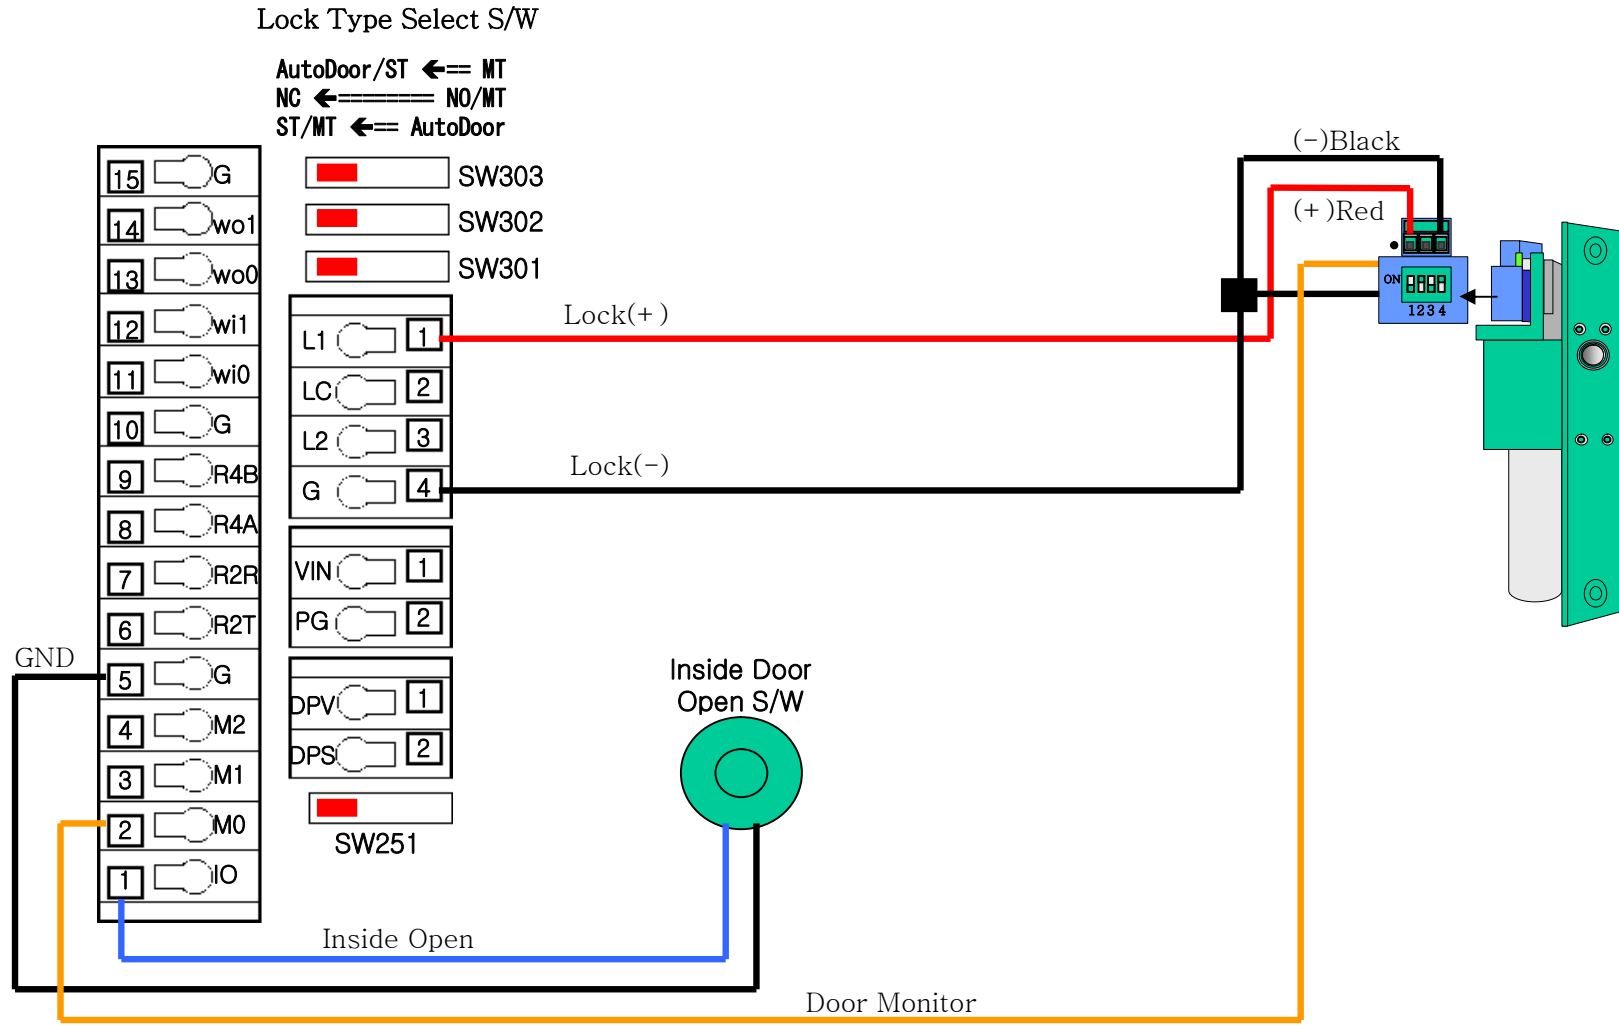 Lock Type Select S/W
AutoDoor/ST ←== MT
NC ←======== NO/MT
ST/MT ←== AutoDoor
15 G
14 wo1
13 wo0
12 wi1
11 wi0
10 G
9 R4B
8 R4A
7 R2R
6 R2T
5 G
4 M2
3 M1
2 M0
1 IO
GND
SW303
SW302
SW301
L1 1
LC 2
L2 3
G 4
VIN 1
PG 2
DPV 1
DPS 2
SW251
Lock(+)
Lock(-)
(-)Black
(+)Red
ON
1234
Inside Door
Open S/W
Inside Open
Door Monitor